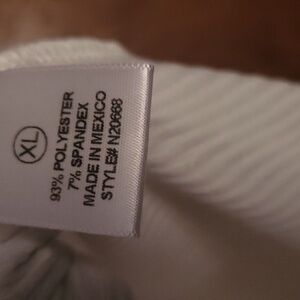 XL
93% POLYESTER
7% SPANDEX
MADE IN MEXICO
STYLE# N20668